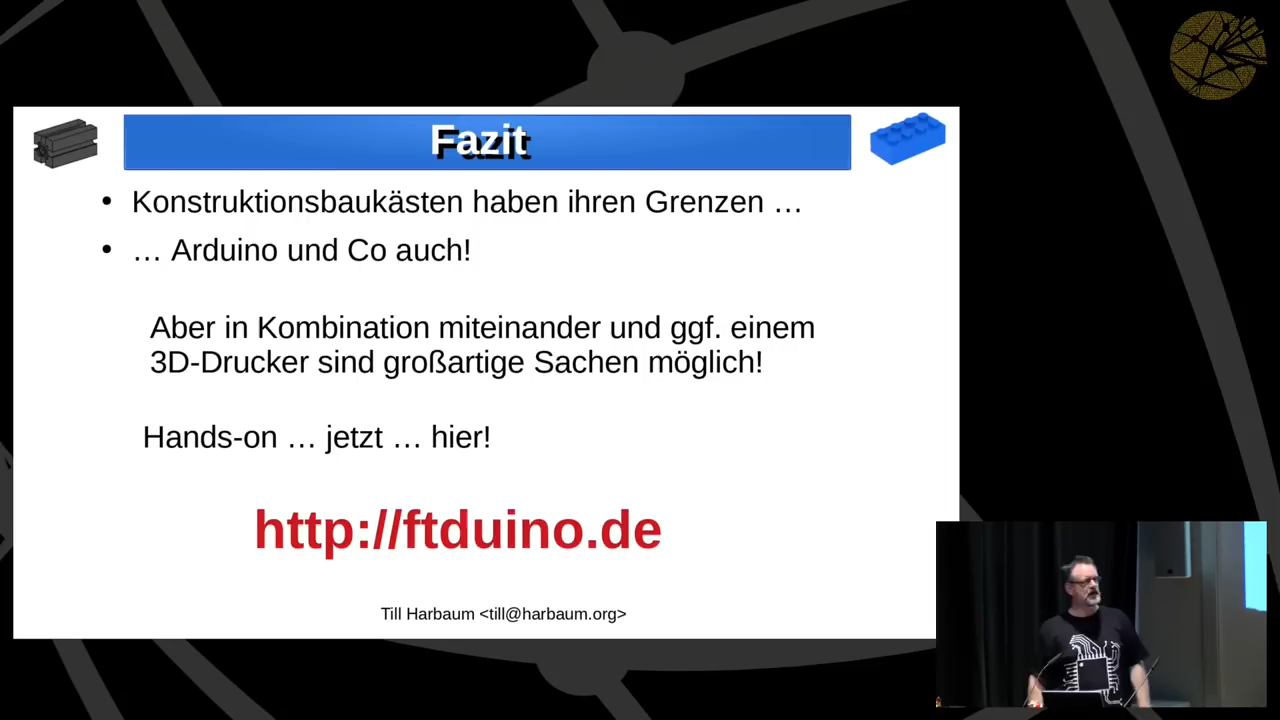 Fazit
• Konstruktionsbaukästen haben ihren Grenzen …
• … Arduino und Co auch!
Aber in Kombination miteinander und ggf. einem
3D-Drucker sind großartige Sachen möglich!
Hands-on … jetzt … hier!
http://ftduino.de
Till Harbaum <till@harbaum.org>